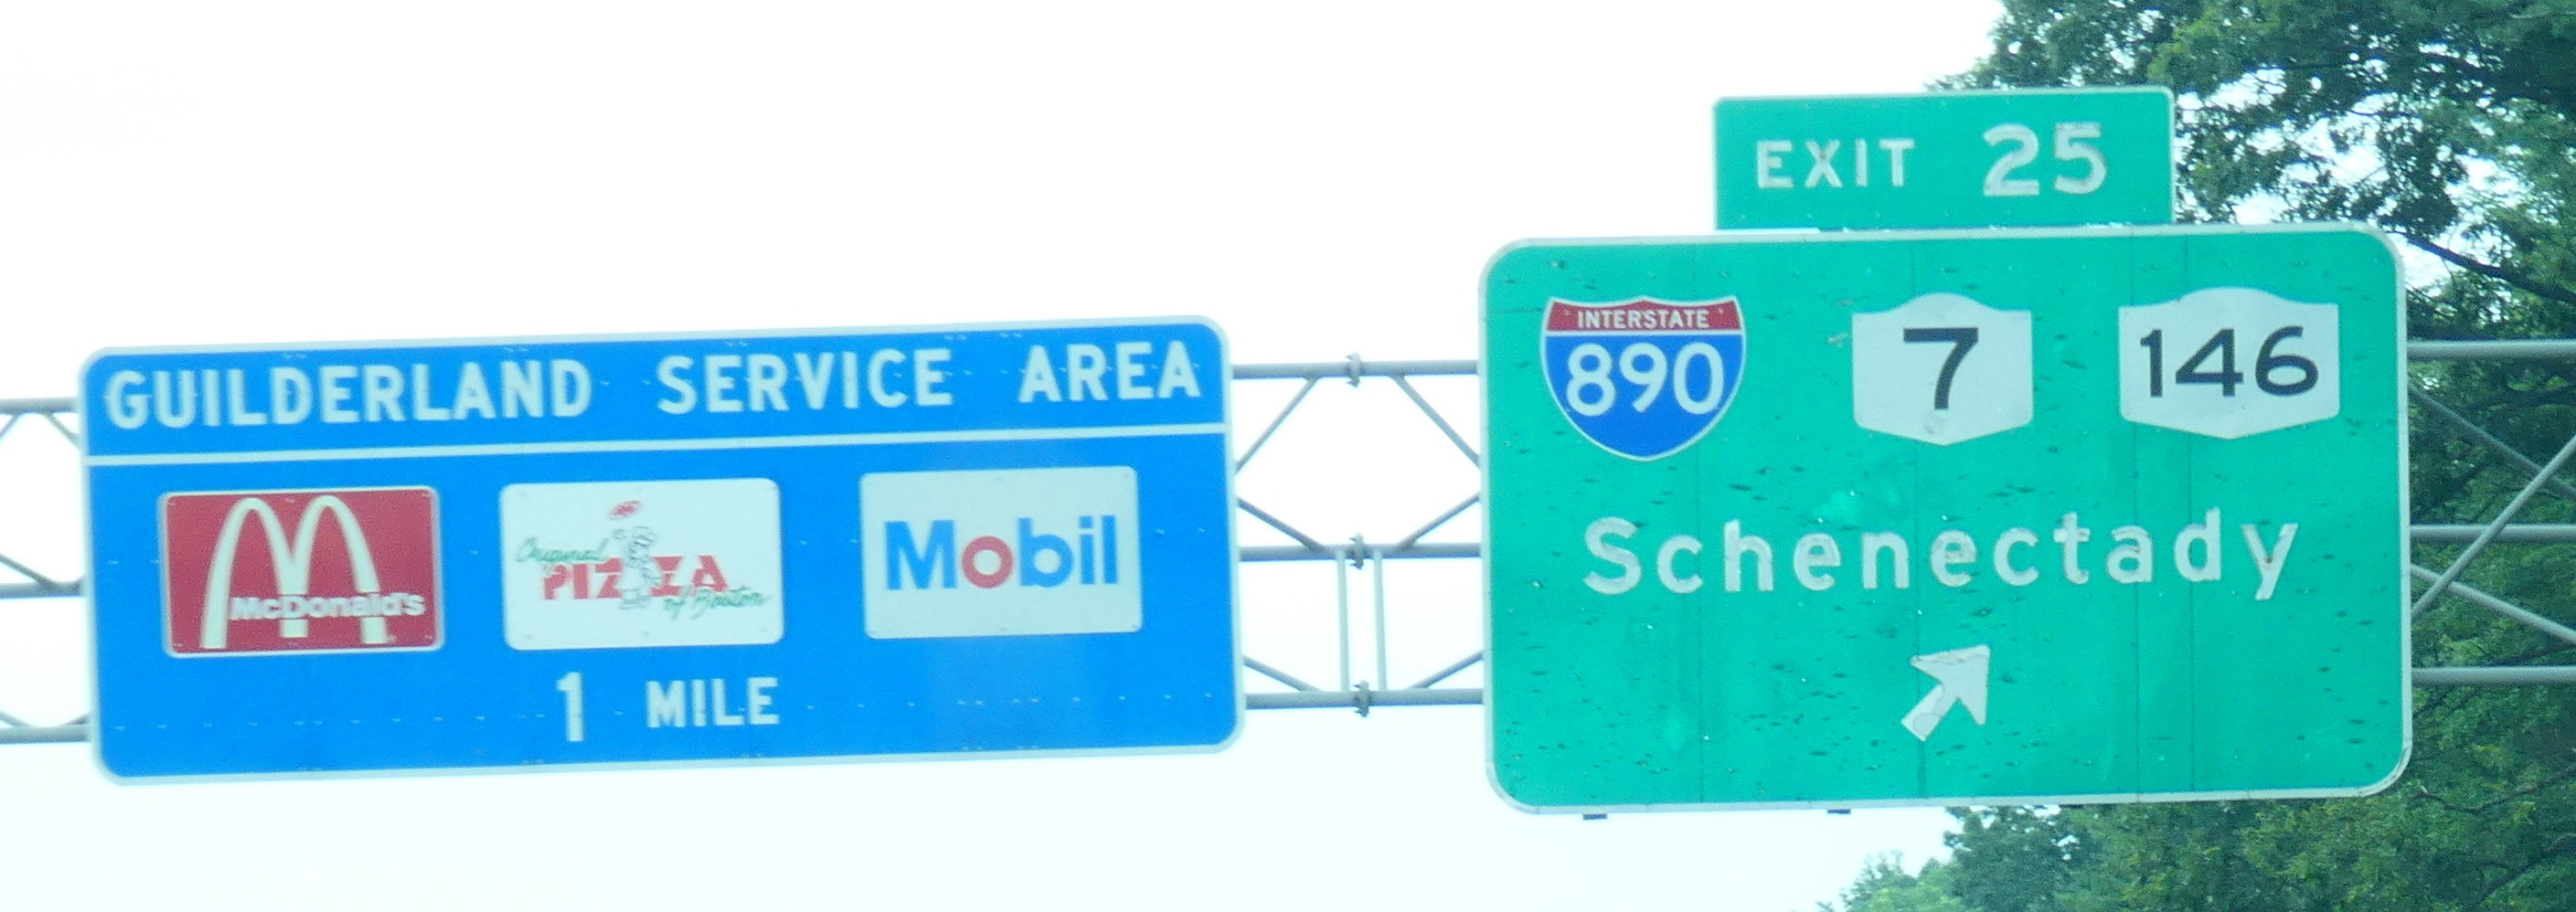 GUILDERLAND SERVICE AREA
McDonald's
Original
PIZZA
of Boston
Mobil
1 MILE
EXIT 25
INTERSTATE
890
7
146
Schenectady